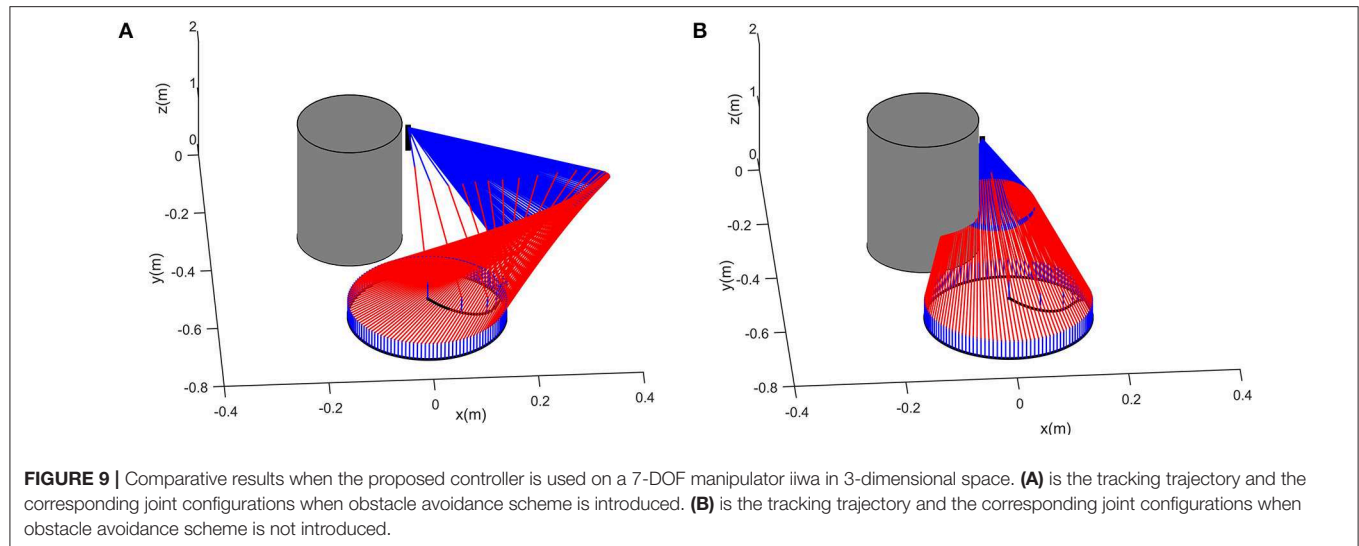 A
2
1
0
z(m)
0
-0.2
-0.4
-0.6
-0.8
y(m)
-0.4
-0.2
0
0.2
0.4
x(m)
B
2
1
0
z(m)
0
-0.2
-0.4
-0.6
-0.8
y(m)
-0.4
-0.2
0
0.2
0.4
x(m)
FIGURE 9 | Comparative results when the proposed controller is used on a 7-DOF manipulator iiwa in 3-dimensional space. (A) is the tracking trajectory and the
corresponding joint configurations when obstacle avoidance scheme is introduced. (B) is the tracking trajectory and the corresponding joint configurations when
obstacle avoidance scheme is not introduced.